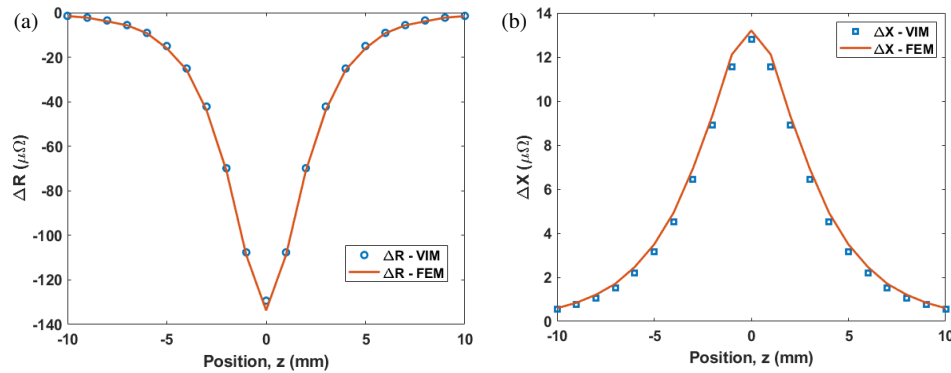 (a)
0
-20
-40
-60
-80
-100
-120
-140
ΔR (μΩ)
ΔR - VIM
ΔR - FEM
-10
-5
0
5
10
Position, z (mm)
(b)
14
12
10
8
6
4
2
0
ΔX (μΩ)
ΔX - VIM
ΔX - FEM
-10
-5
0
5
10
Position, z (mm)